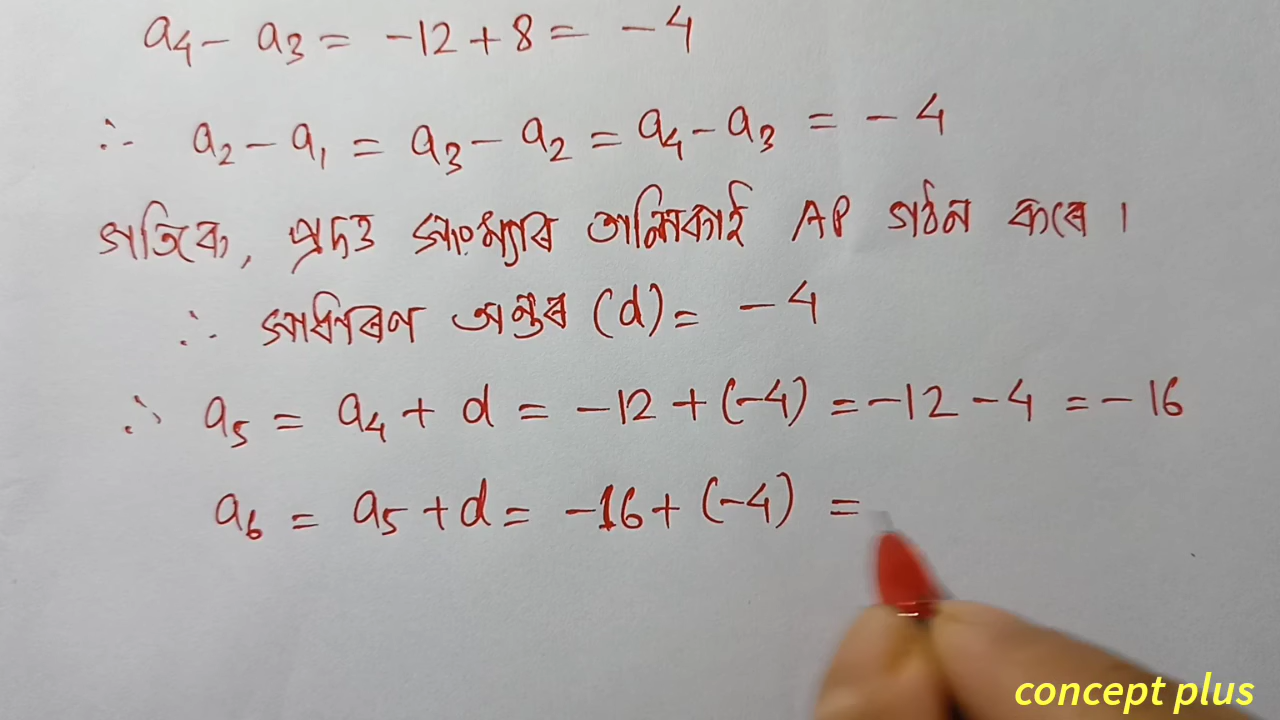 a₄ - a₃ = -12 + 8 = -4
∴ a₂ - a₁ = a₃ - a₂ = a₄ - a₃ = -4
গতিকে, প্ৰদত্ত সংখ্যাৰ তালিকাই AP গঠন কৰে।
∴ সাধাৰণ অন্তৰ (d) = -4
∴ a₅ = a₄ + d = -12 + (-4) = -12 - 4 = -16
a₆ = a₅ + d = -16 + (-4) =
concept plus